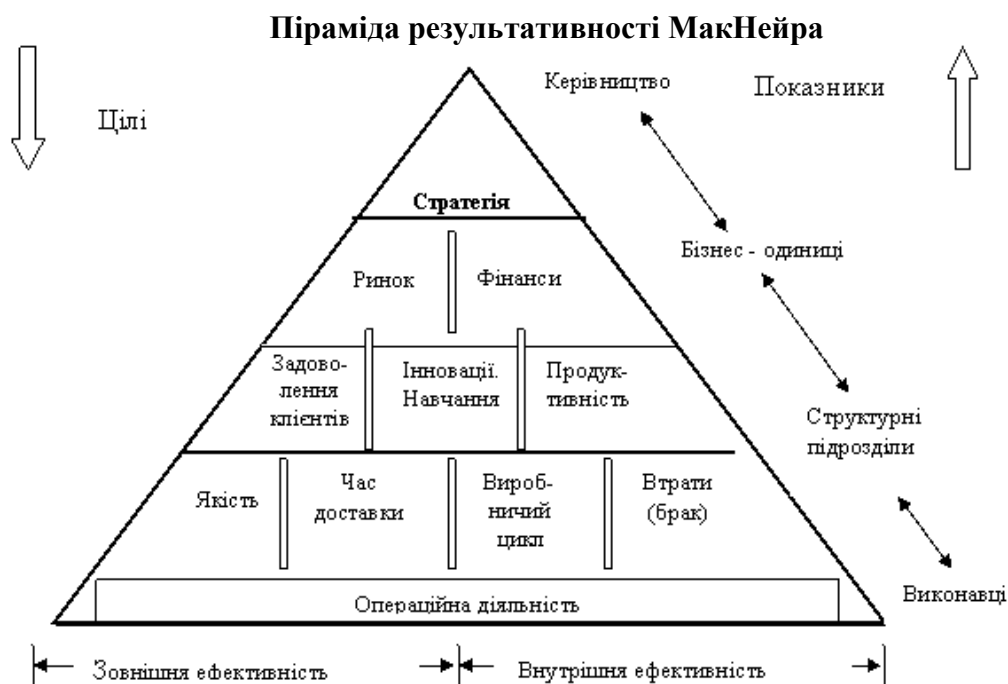 Піраміда результативності МакНейра
Керівництво
Показники
Цілі
Стратегія
Бізнес - одиниці
Ринок
Фінанси
Задово-
лення
клієнтів
Інновації.
Навчання
Продук-
тивність
Структурні
підрозділи
Якість
Час
доставки
Вироб-
ничий
цикл
Втрати
(брак)
Виконавці
Операційна діяльність
Зовнішня ефективність
Внутрішня ефективність